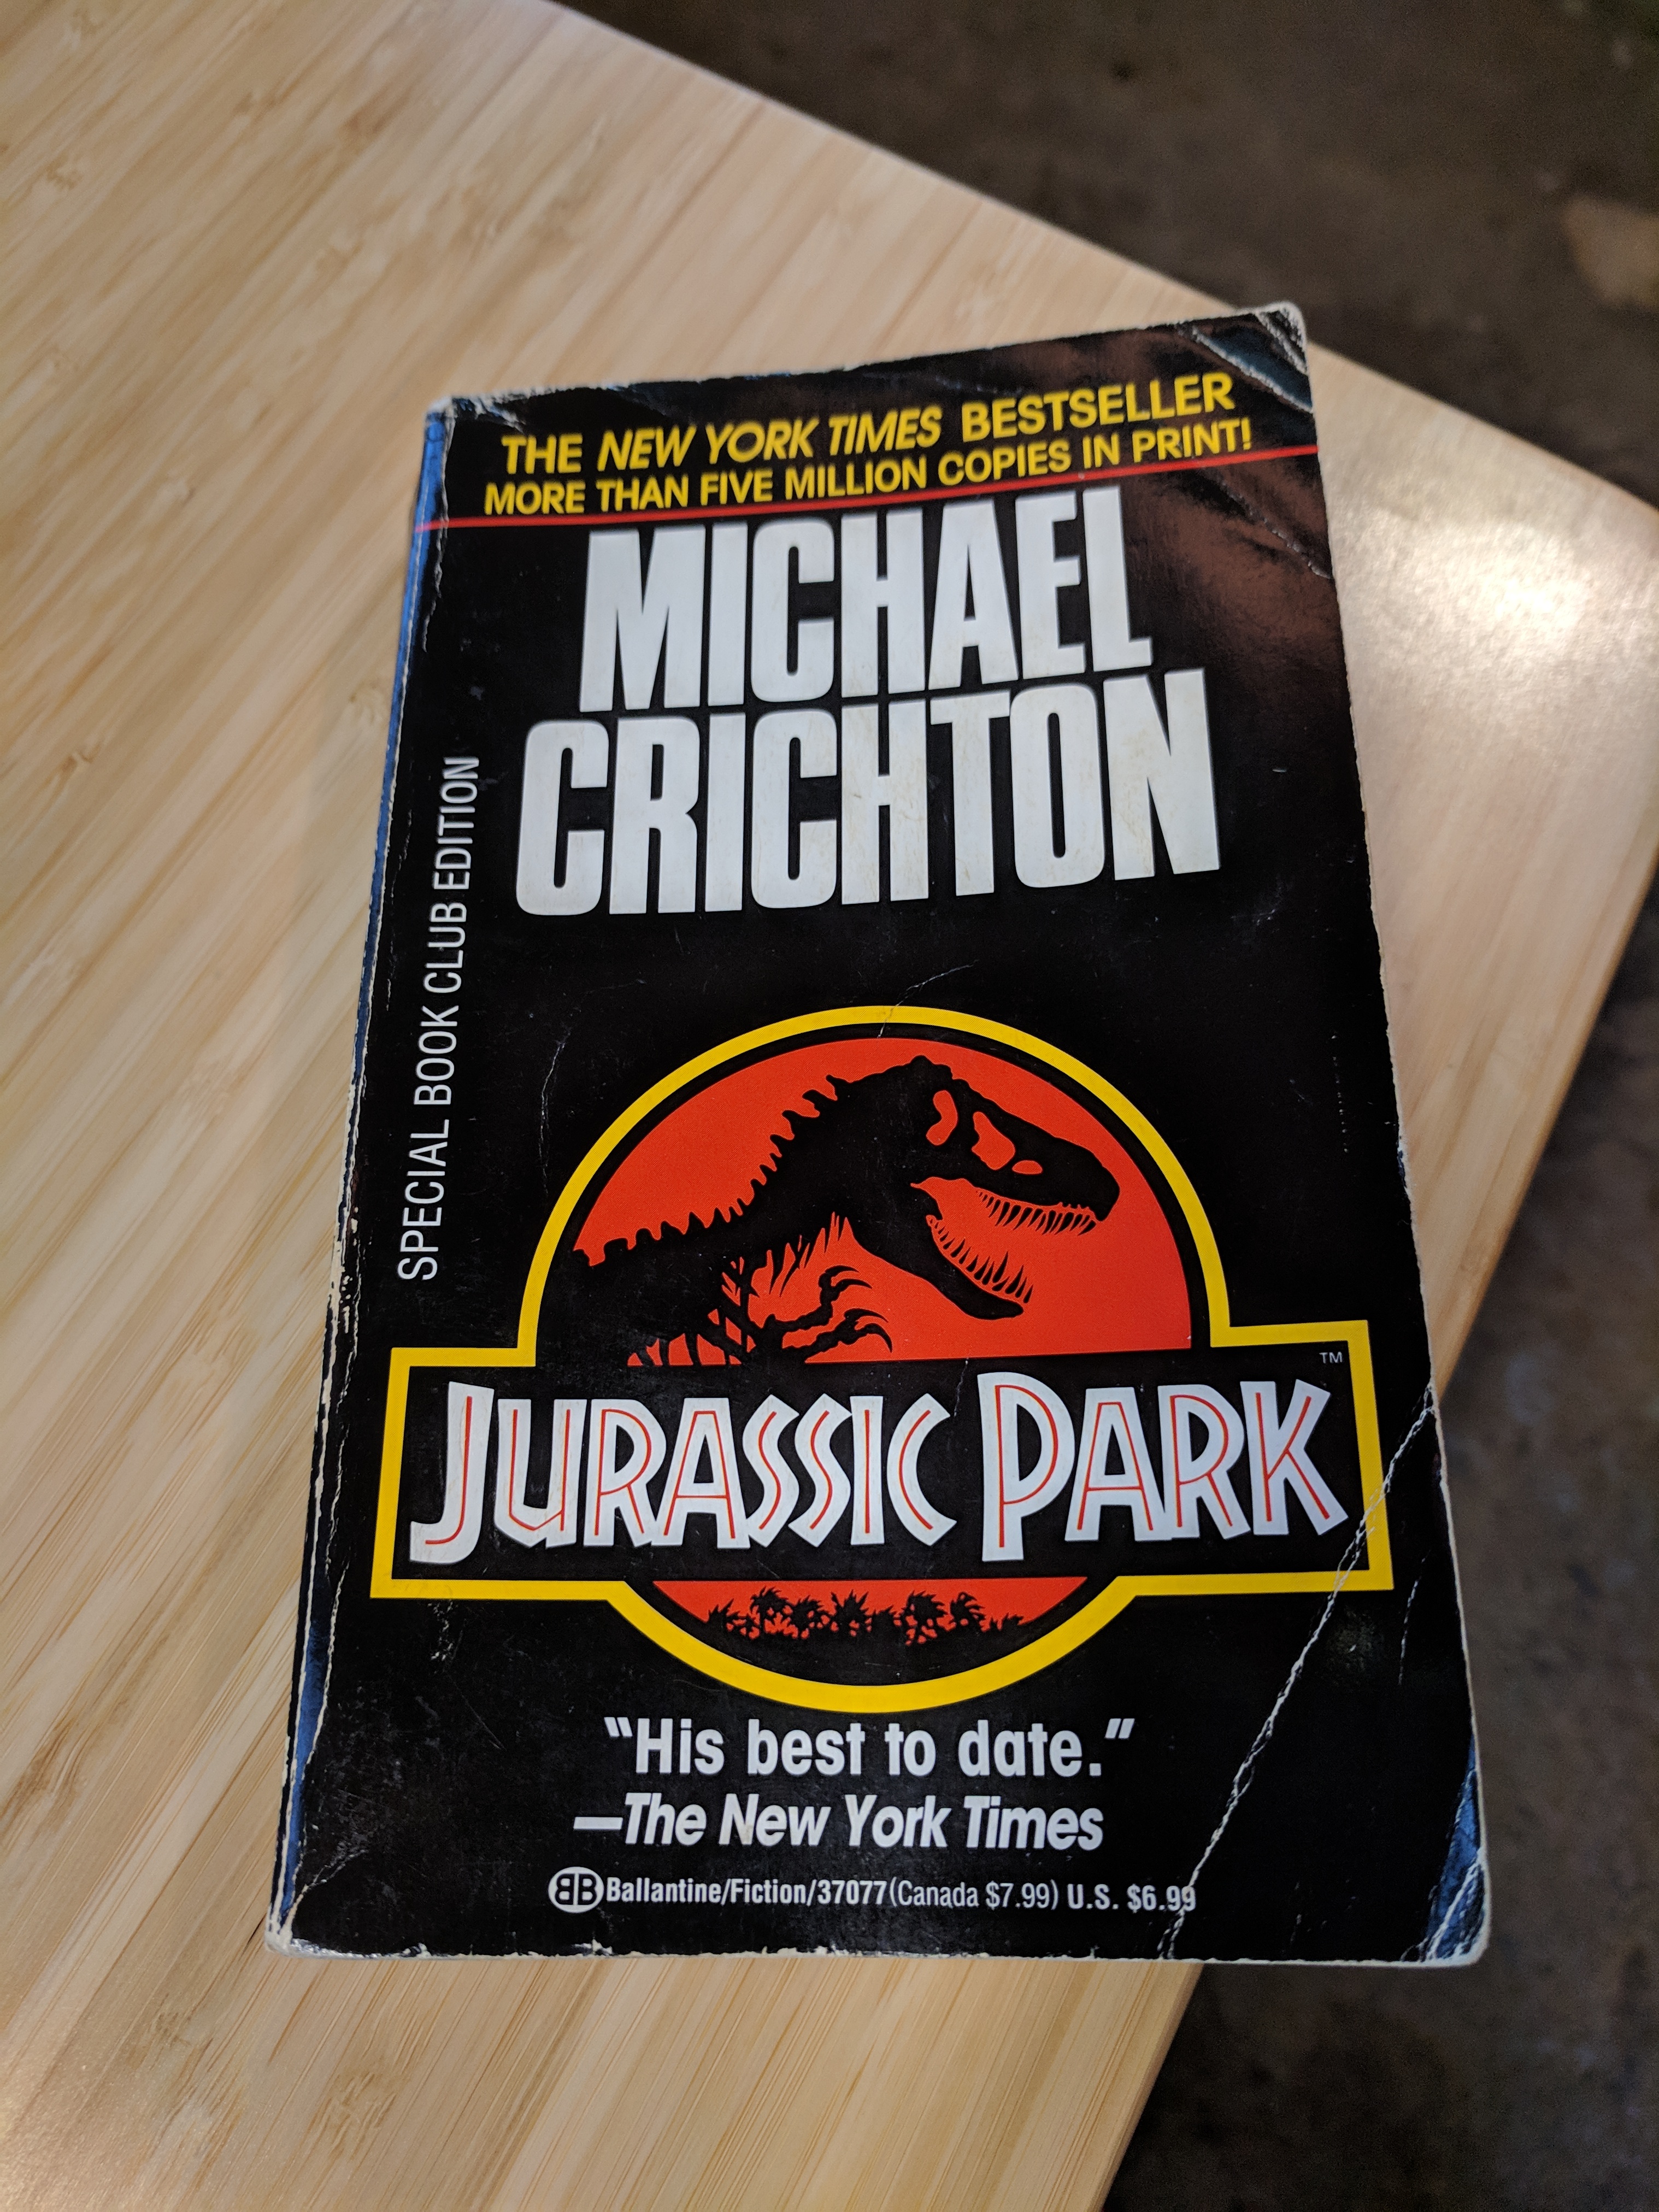 THE NEW YORK TIMES BESTSELLER
MORE THAN FIVE MILLION COPIES IN PRINT!
MICHAEL
CRICHTON
SPECIAL BOOK CLUB EDITION
TM
JURASSIC PARK
"His best to date."
—The New York Times
BB Ballantine/Fiction/37077 (Canada $7.99) U.S. $6.99